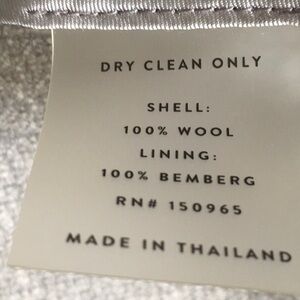 DRY CLEAN ONLY
SHELL:
100% WOOL
LINING:
100% BEMBERG
RN# 150965
MADE IN THAILAND